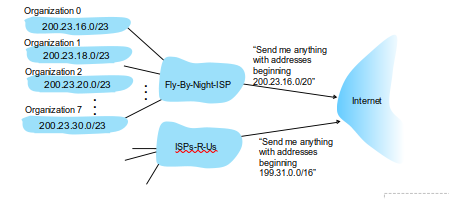 Organization 0
200.23.16.0/23
Organization 1
200.23.18.0/23
Organization 2
200.23.20.0/23
Organization 7
200.23.30.0/23
Fly-By-Night-ISP
"Send me anything
with addresses
beginning
200.23.16.0/20"
Internet
ISPs-R-Us
"Send me anything
with addresses
beginning
199.31.0.0/16"